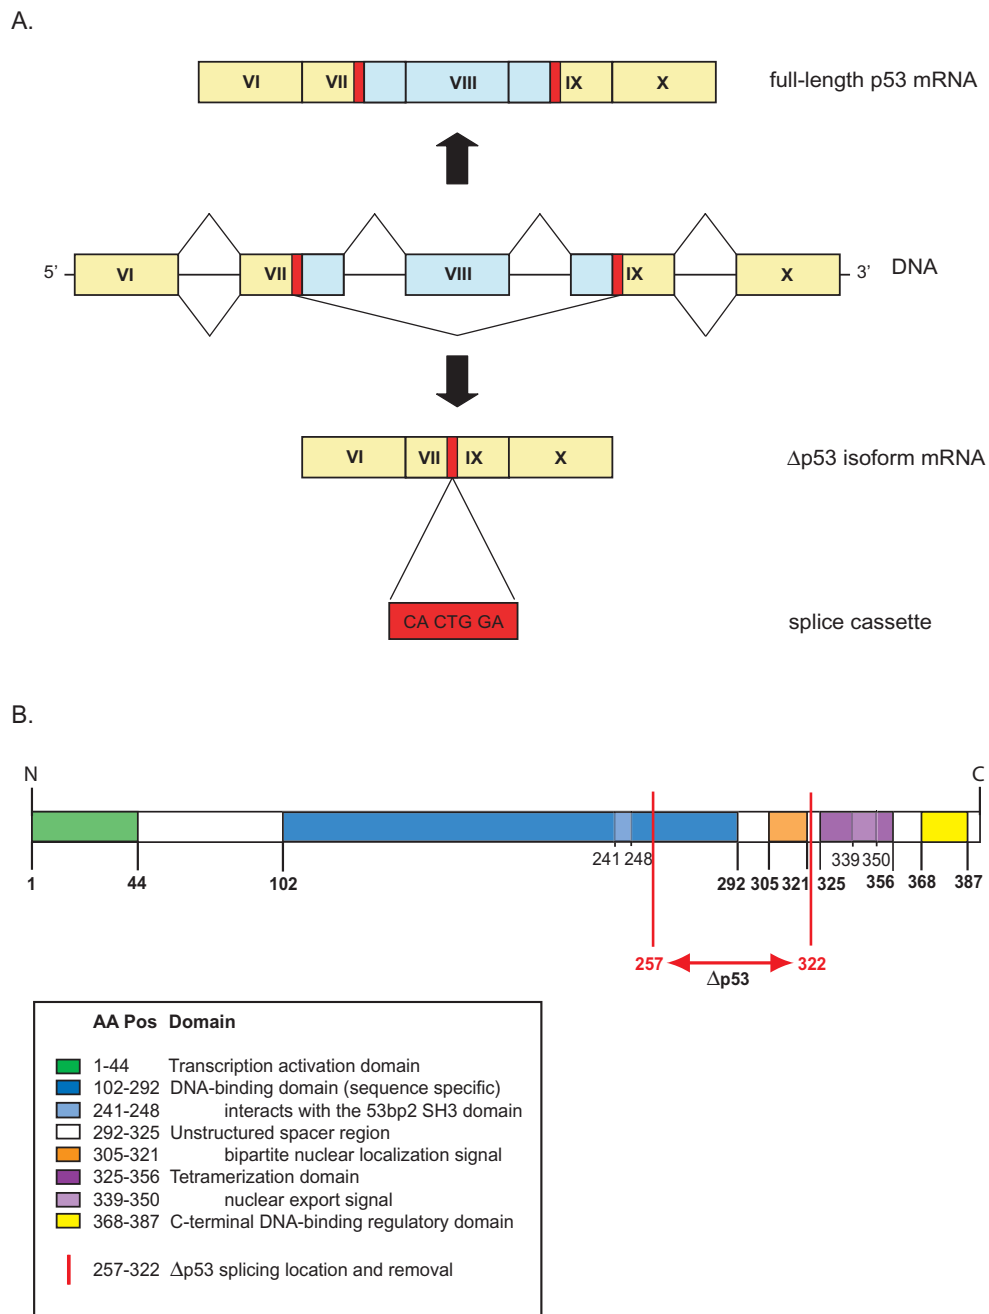 A.
VI VII VIII IX X full-length p53 mRNA
5' VI VII VIII IX X 3' DNA
VI VII IX X Δp53 isoform mRNA
CA CTG GA splice cassette
B.
N C
241 248 339 350
1 44 102 292 305 321 325 356 368 387
257 322
Δp53
AA Pos Domain
1-44 Transcription activation domain
102-292 DNA-binding domain (sequence specific)
241-248 interacts with the 53bp2 SH3 domain
292-325 Unstructured spacer region
305-321 bipartite nuclear localization signal
325-356 Tetramerization domain
339-350 nuclear export signal
368-387 C-terminal DNA-binding regulatory domain
257-322 Δp53 splicing location and removal